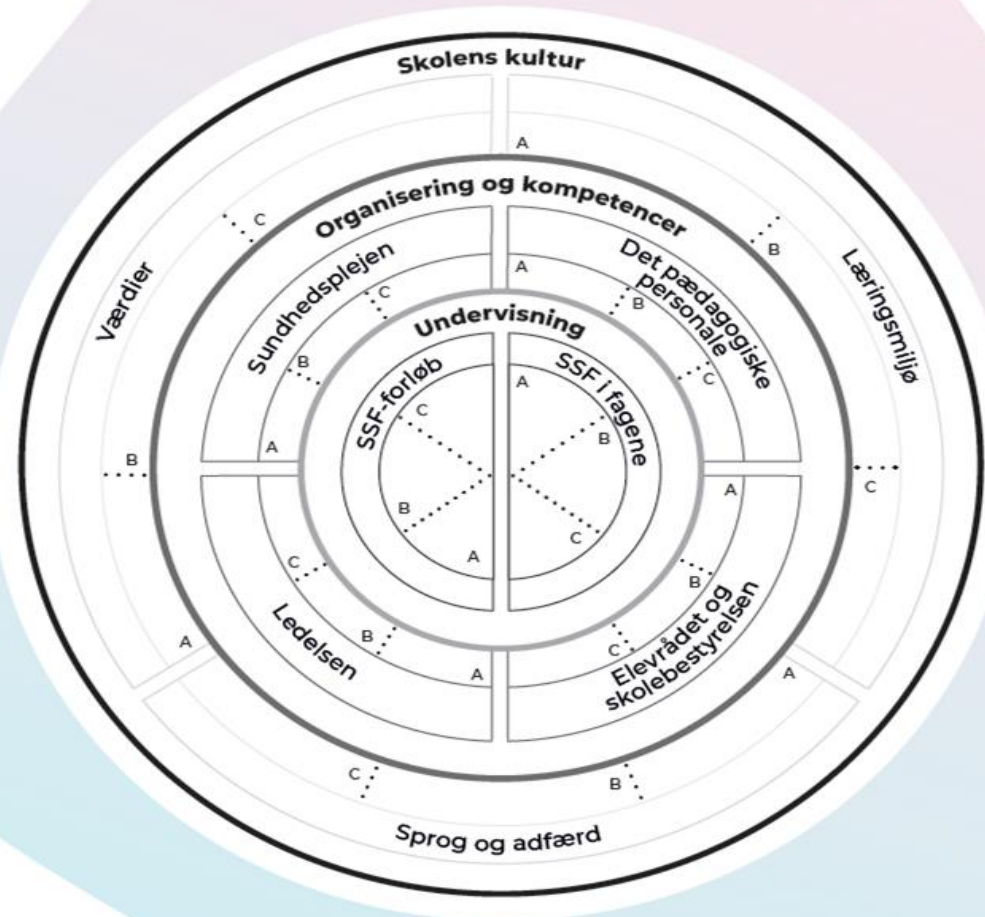 Skolens kultur
A
B
C
Læringsmiljø
A
B
C
Sprog og adfærd
A
B
C
Værdier
Organisering og kompetencer
A
B
C
Det pædagogiske
personale
A
B
C
Elevrådet og
skolebestyrelsen
A
B
C
Ledelsen
A
B
C
Sundhedsplejen
Undervisning
A
B
C
SSF i fagene
A
B
C
SSF-forløb